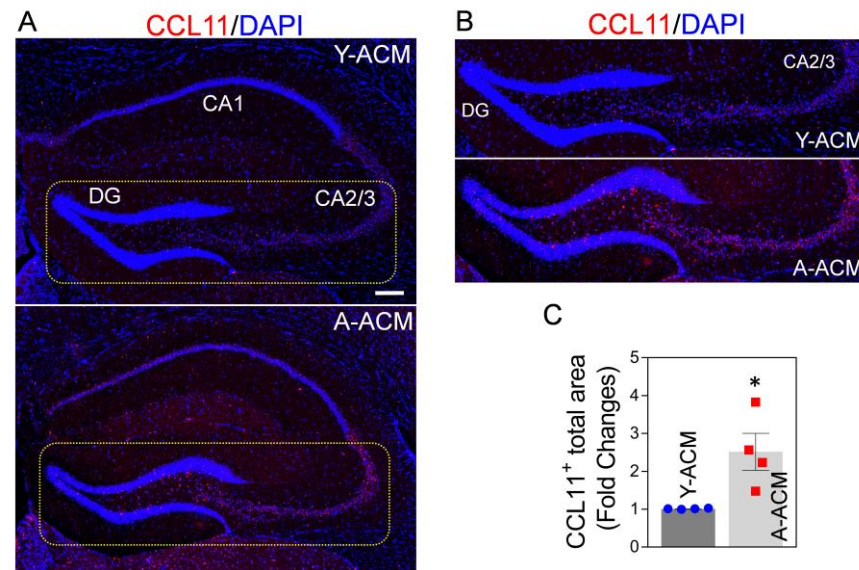 A
CCL11/DAPI
Y-ACM
CA1
DG
CA2/3
A-ACM
B
CCL11/DAPI
CA2/3
DG
Y-ACM
A-ACM
C
CCL11⁺ total area
(Fold Changes)
5
4
3
2
1
0
*
Y-ACM
A-ACM